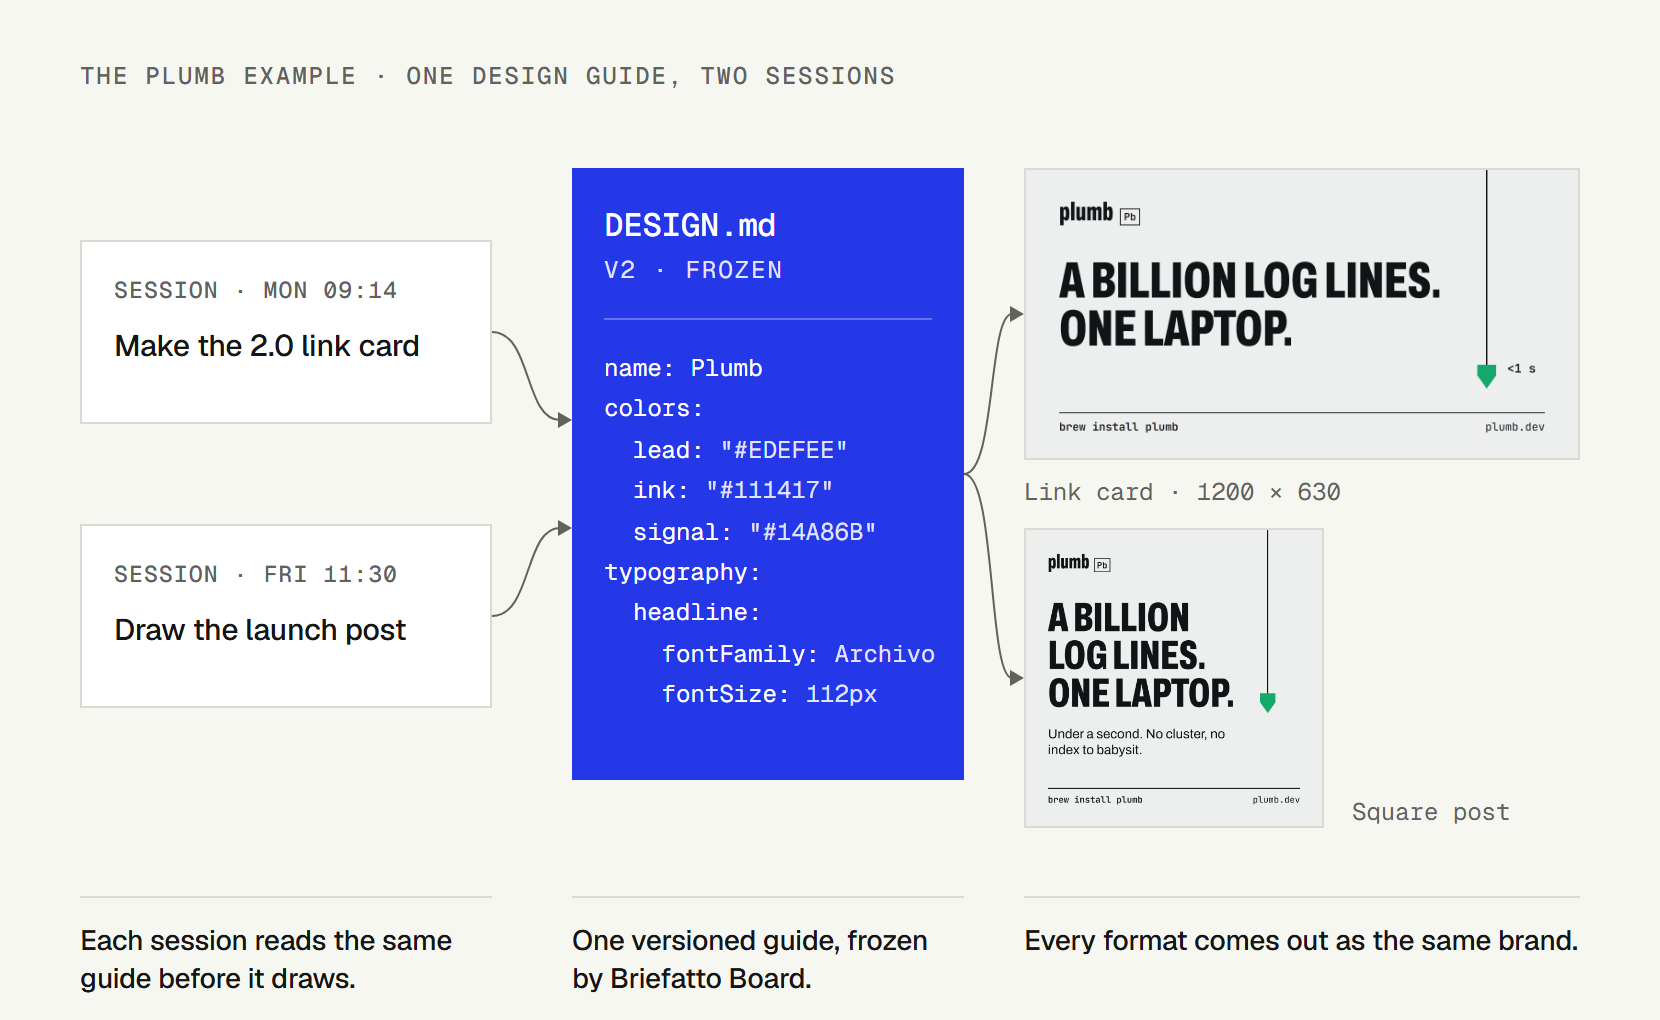 THE PLUMB EXAMPLE · ONE DESIGN GUIDE, TWO SESSIONS
SESSION · MON 09:14
Make the 2.0 link card
SESSION · FRI 11:30
Draw the launch post
DESIGN.md
V2 · FROZEN
name: Plumb
colors:
lead: "#EDEFEE"
ink: "#111417"
signal: "#14A86B"
typography:
headline:
fontFamily: Archivo
fontSize: 112px
plumb Pb
A BILLION LOG LINES.
ONE LAPTOP.
<1 s
brew install plumb plumb.dev
Link card · 1200 × 630
plumb Pb
A BILLION
LOG LINES.
ONE LAPTOP.
Under a second. No cluster, no
index to babysit.
brew install plumb plumb.dev
Square post
Each session reads the same
guide before it draws.
One versioned guide, frozen
by Briefatto Board.
Every format comes out as the same brand.